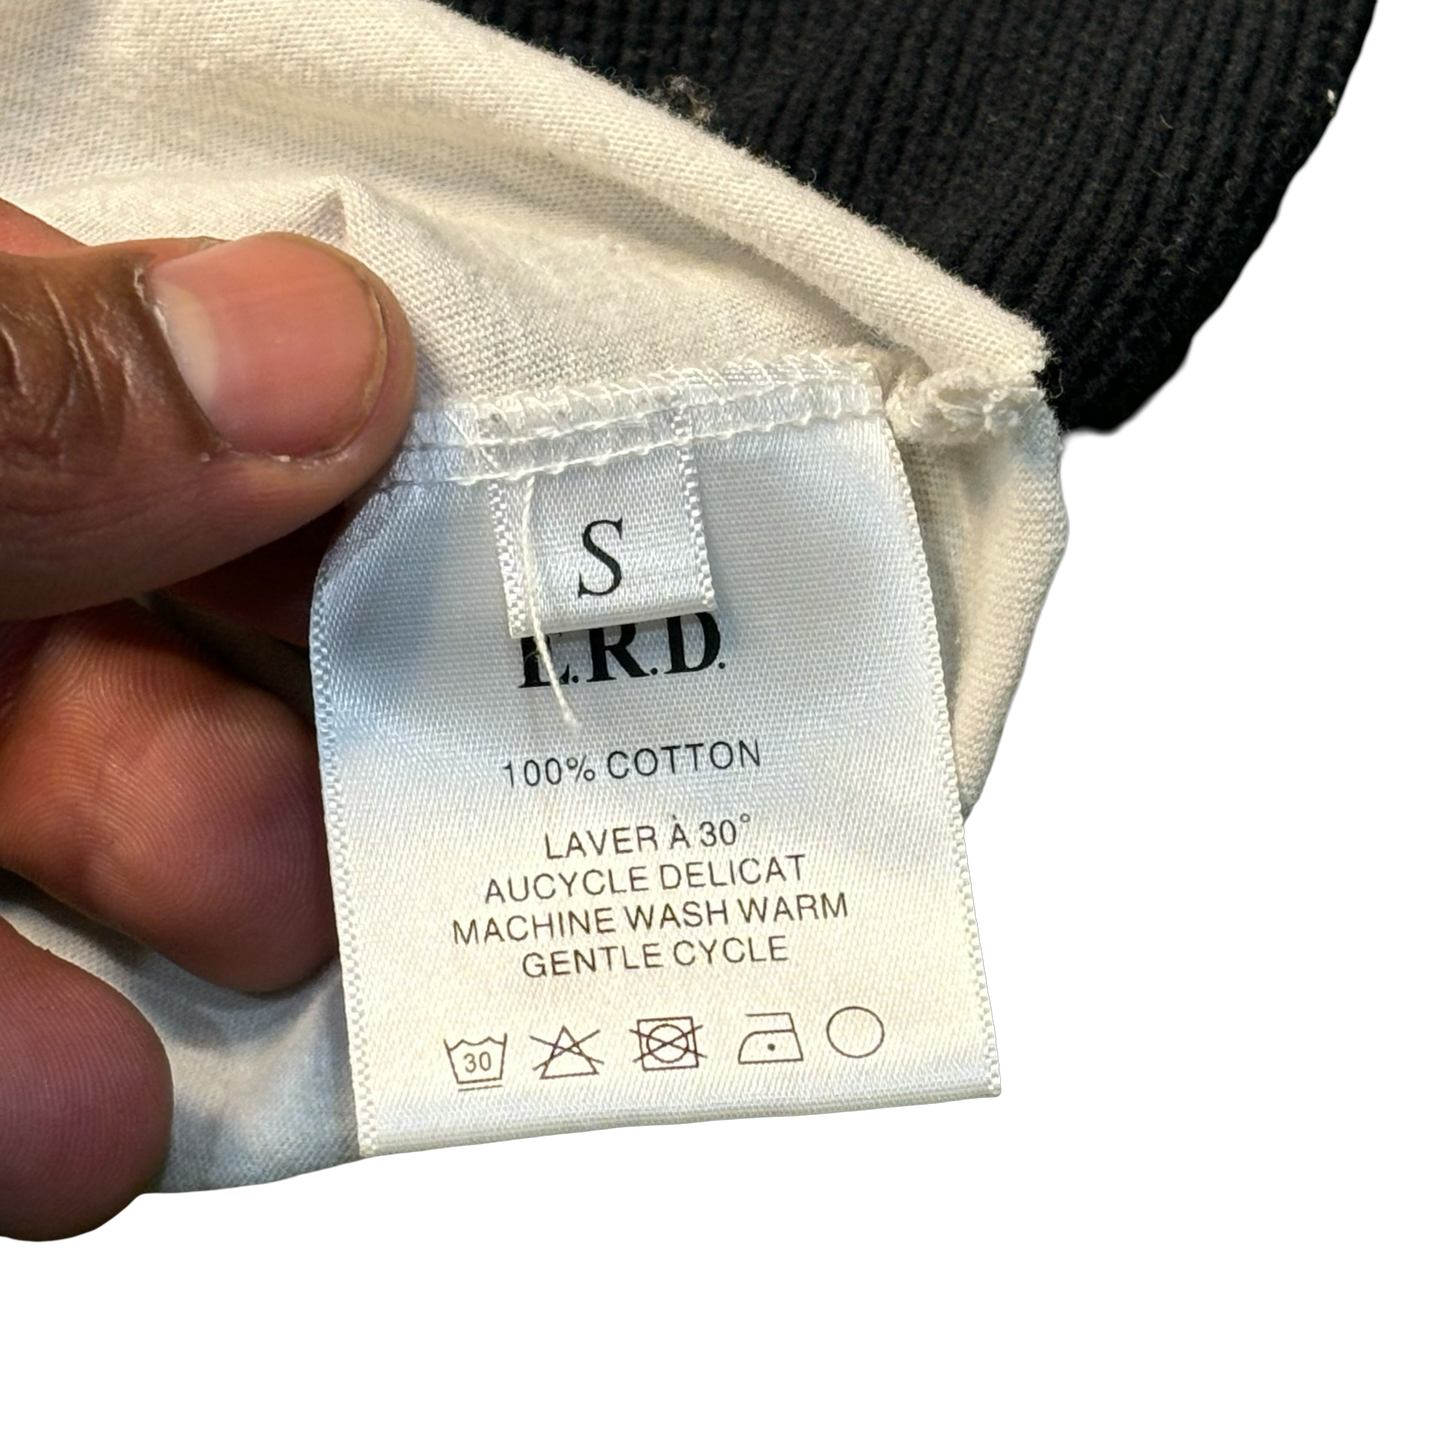 S
E.R.D.
100% COTTON
LAVER À 30°
AUCYCLE DELICAT
MACHINE WASH WARM
GENTLE CYCLE
30